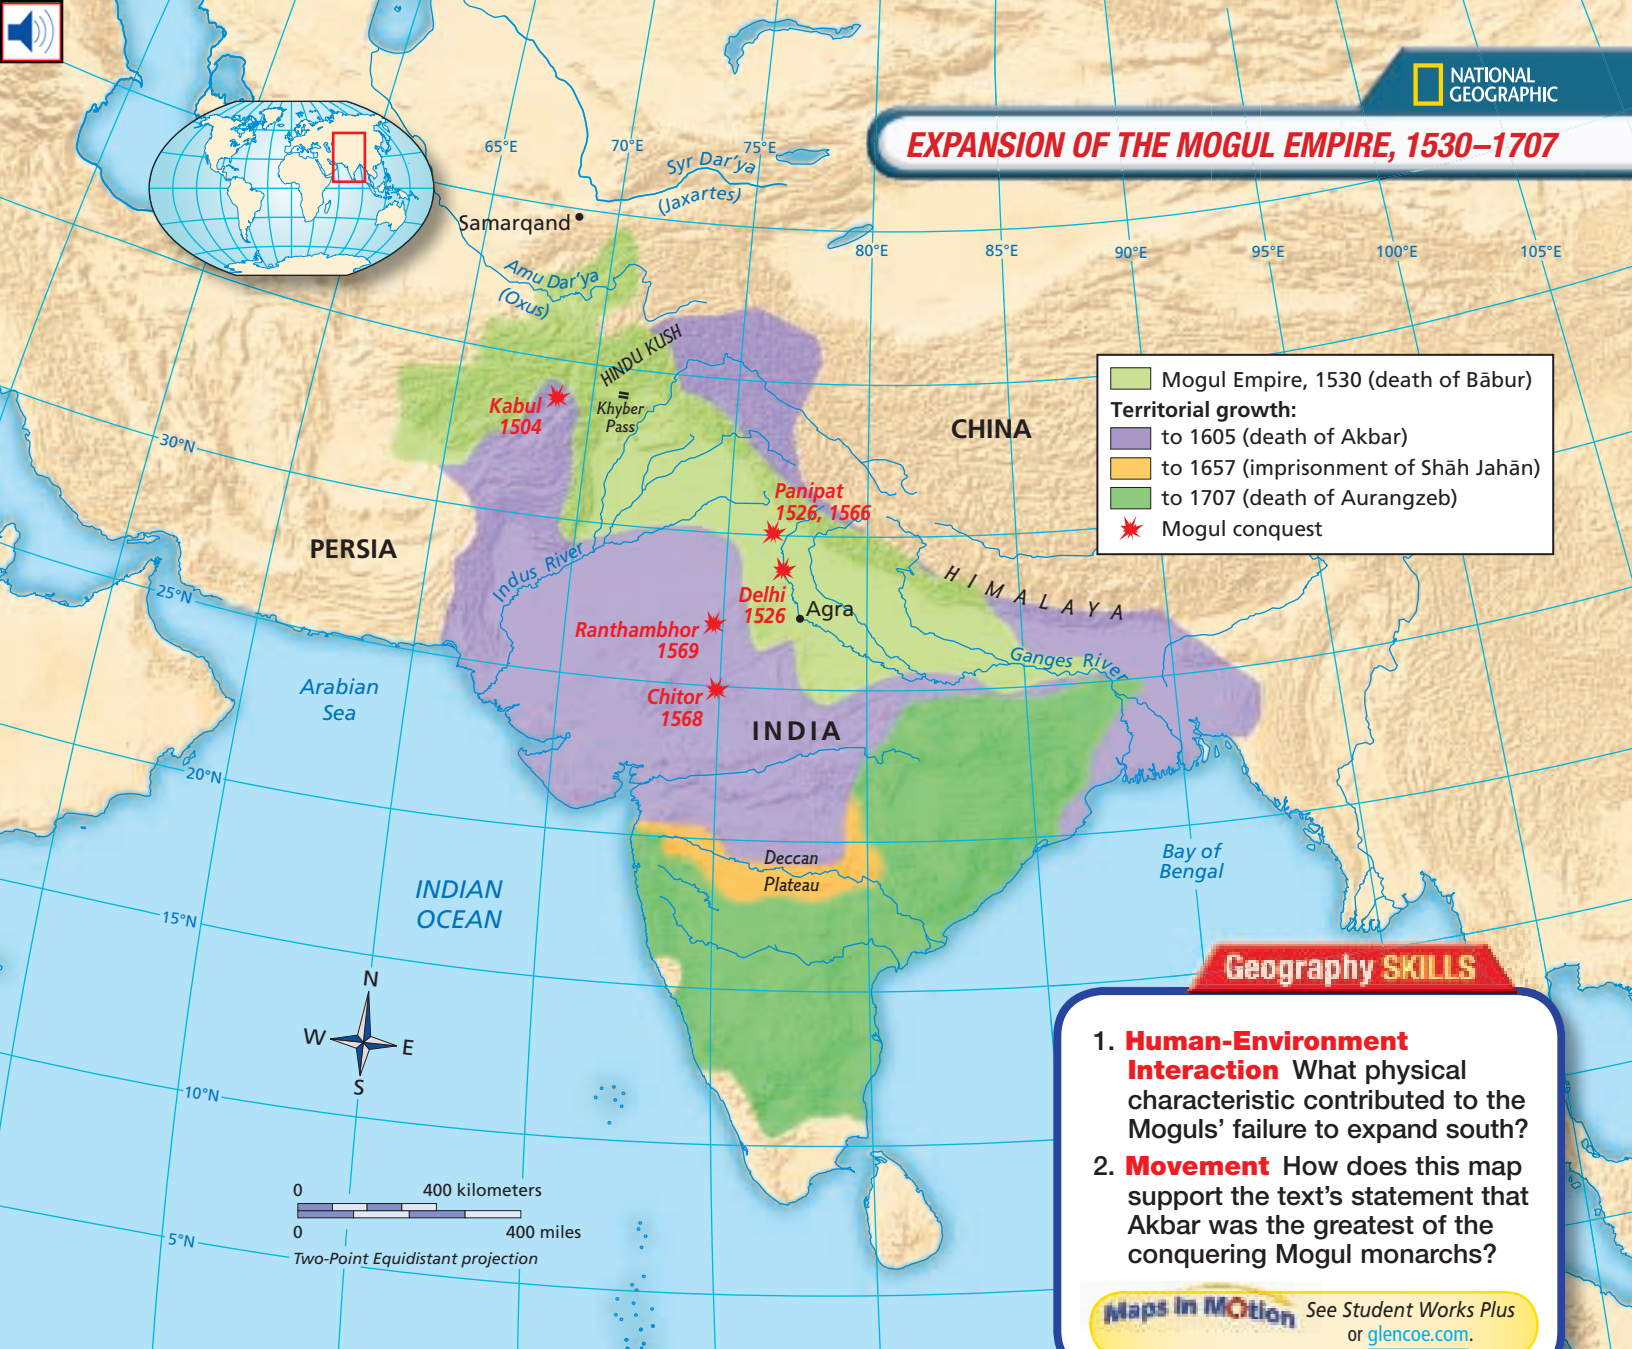 NATIONAL
GEOGRAPHIC
EXPANSION OF THE MOGUL EMPIRE, 1530–1707
65°E
70°E
75°E
80°E
85°E
90°E
95°E
100°E
105°E
Syr Dar'ya
(Jaxartes)
Samarqand
Amu Dar'ya
(Oxus)
HINDU KUSH
Khyber
Pass
Kabul
1504
CHINA
Mogul Empire, 1530 (death of Bābur)
Territorial growth:
to 1605 (death of Akbar)
to 1657 (imprisonment of Shāh Jahān)
to 1707 (death of Aurangzeb)
Mogul conquest
30°N
Panipat
1526, 1566
PERSIA
Indus River
HIMALAYA
25°N
Delhi
1526
Agra
Ranthambhor
1569
Ganges River
Arabian
Sea
Chitor
1568
INDIA
20°N
Deccan
Plateau
Bay of
Bengal
INDIAN
OCEAN
15°N
N
W
E
S
10°N
0
400 kilometers
0
400 miles
Two-Point Equidistant projection
5°N
Geography SKILLS
1. Human-Environment
Interaction What physical
characteristic contributed to the
Moguls' failure to expand south?
2. Movement How does this map
support the text's statement that
Akbar was the greatest of the
conquering Mogul monarchs?
Maps In MOtion
See Student Works Plus
or glencoe.com.